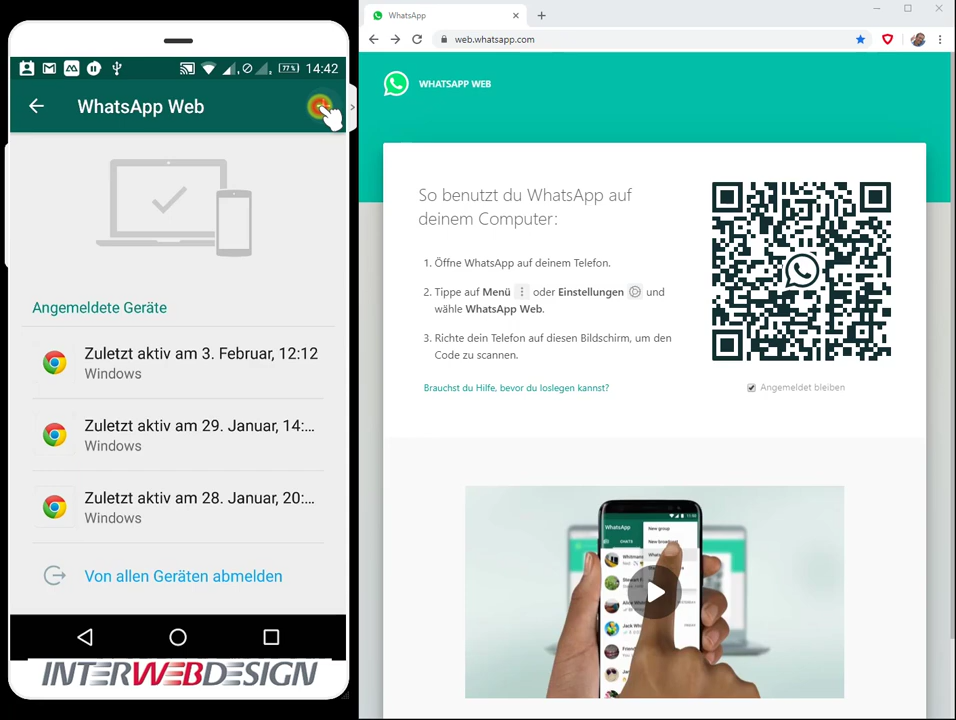 77%
14:42
WhatsApp Web
Angemeldete Geräte
Zuletzt aktiv am 3. Februar, 12:12
Windows
Zuletzt aktiv am 29. Januar, 14:...
Windows
Zuletzt aktiv am 28. Januar, 20:...
Windows
Von allen Geräten abmelden
INTERWEBDESIGN
WhatsApp
web.whatsapp.com
WHATSAPP WEB
So benutzt du WhatsApp auf
deinem Computer:
1. Öffne WhatsApp auf deinem Telefon.
2. Tippe auf Menü oder Einstellungen und
wähle WhatsApp Web.
3. Richte dein Telefon auf diesen Bildschirm, um den
Code zu scannen.
Brauchst du Hilfe, bevor du loslegen kannst?
Angemeldet bleiben
WhatsApp
New group
CHATS